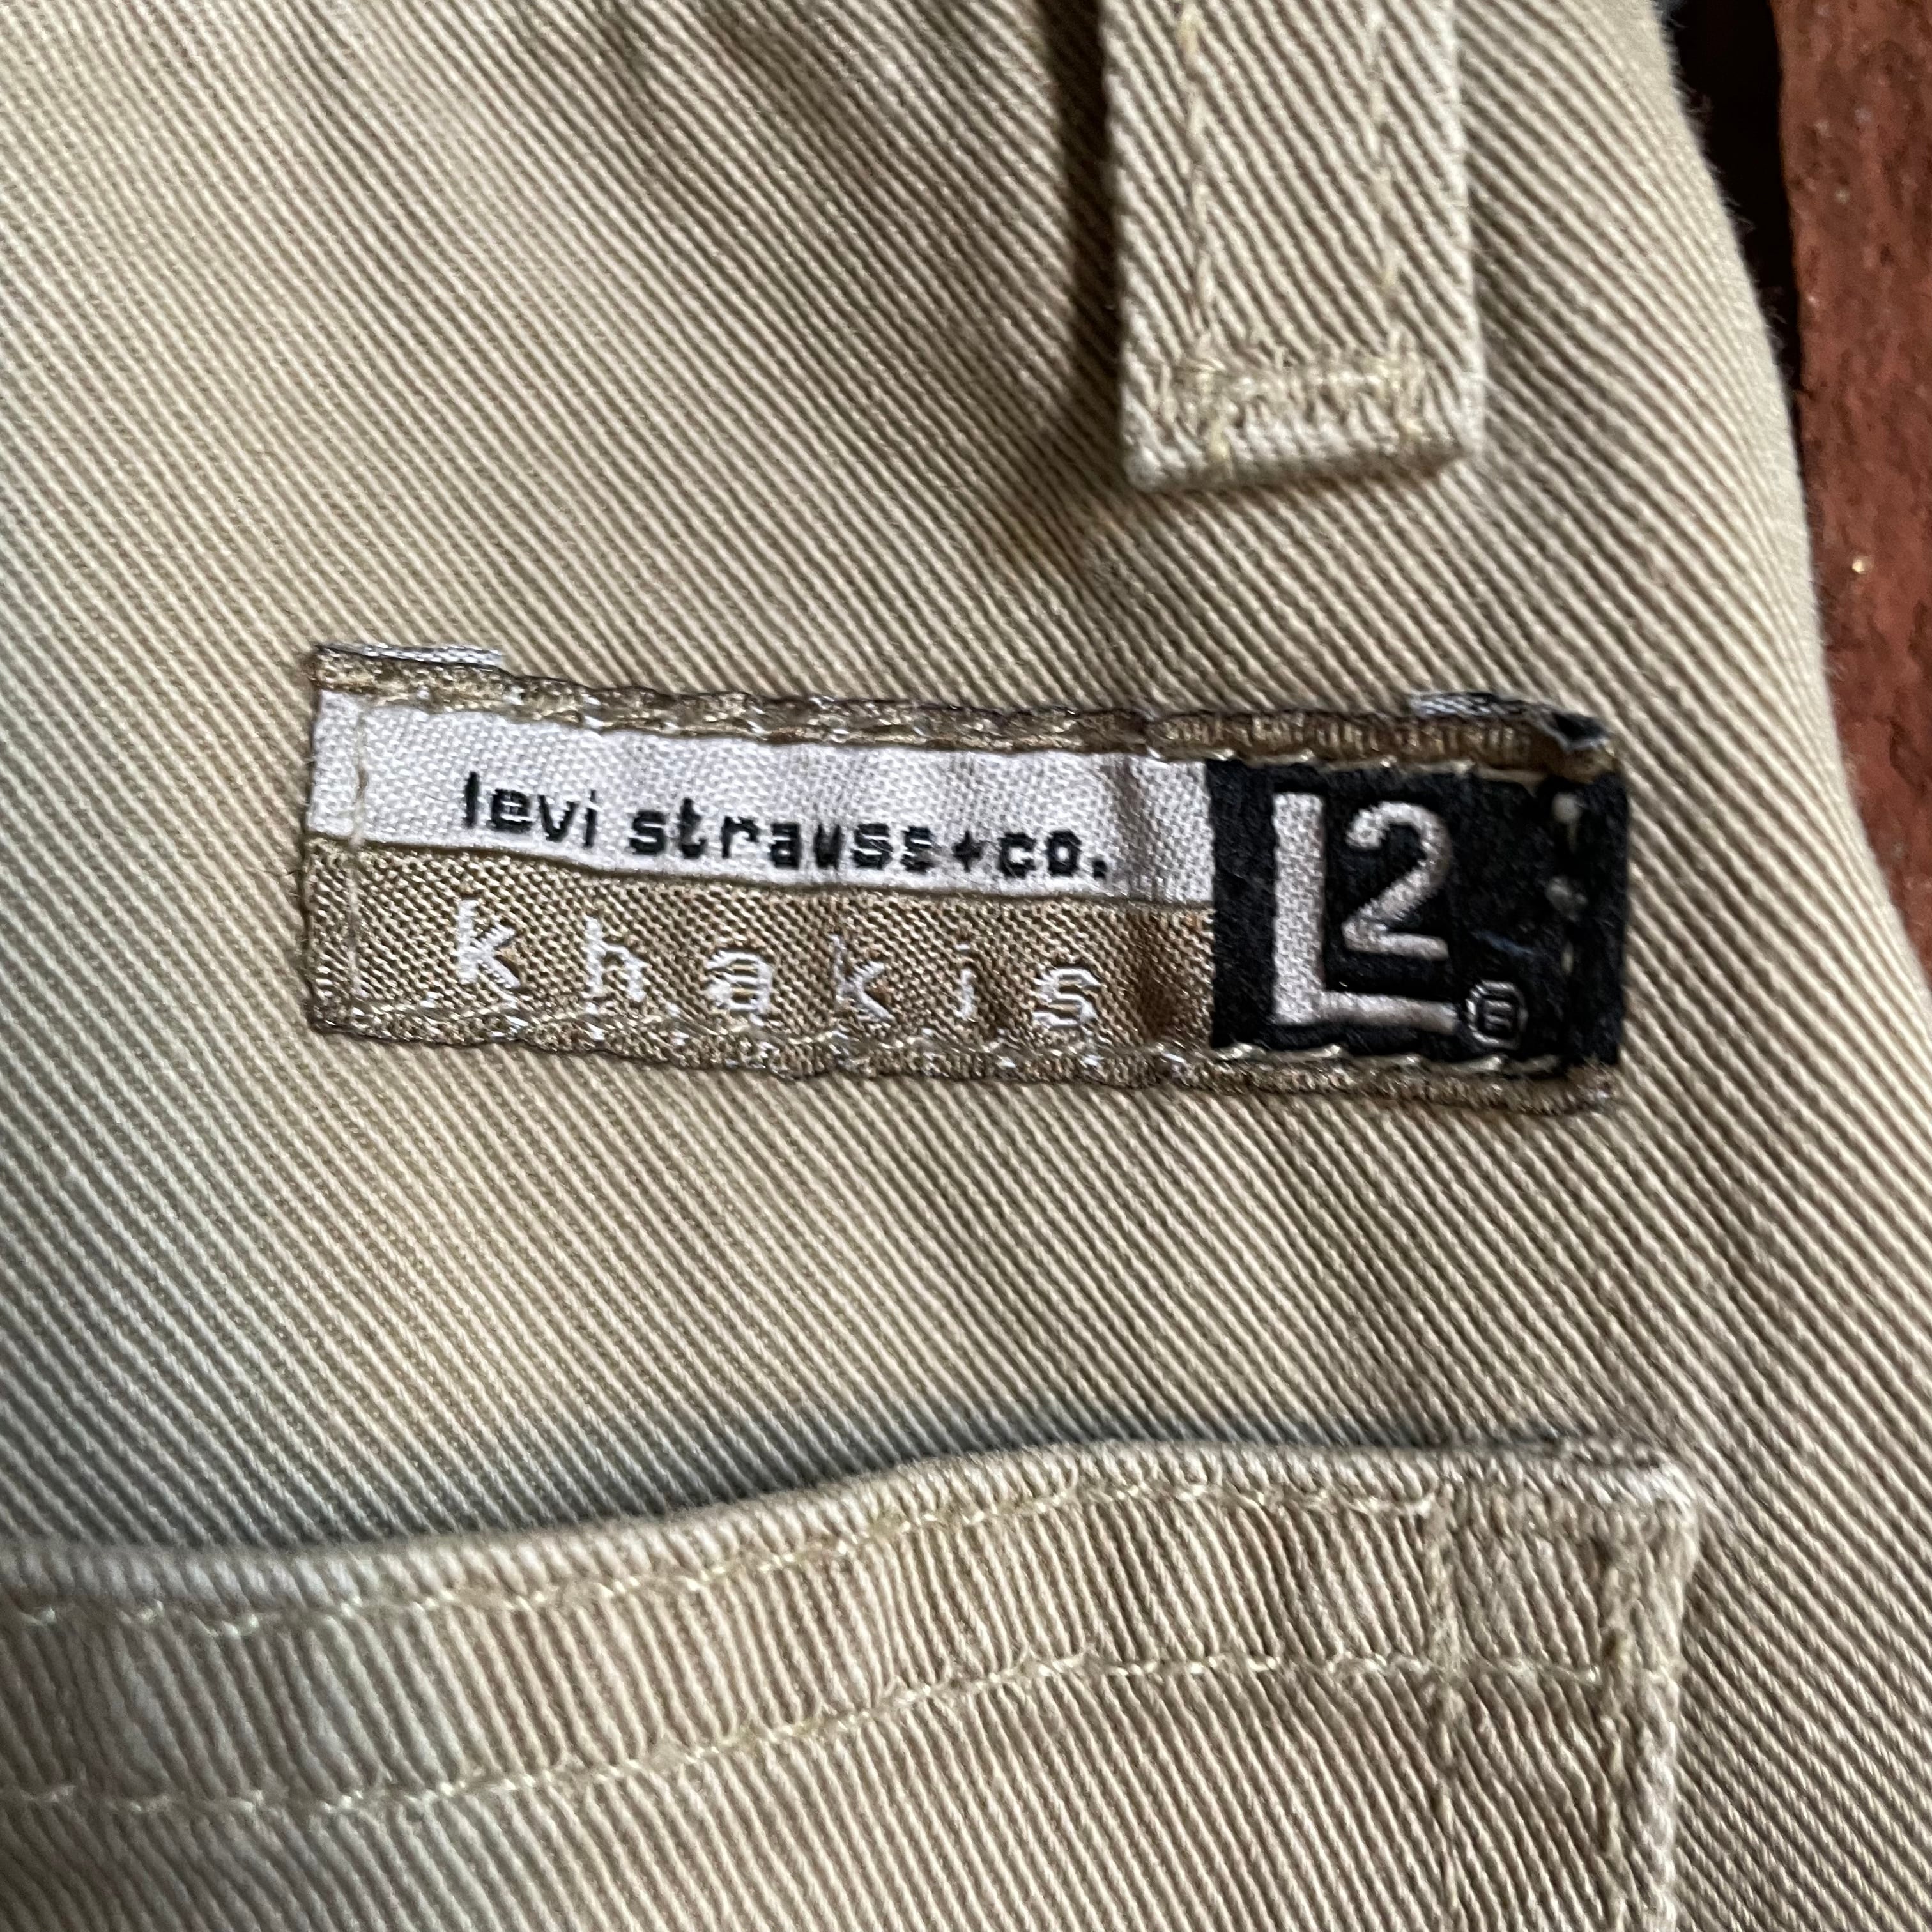 levi strauss+co.
khakis
L2